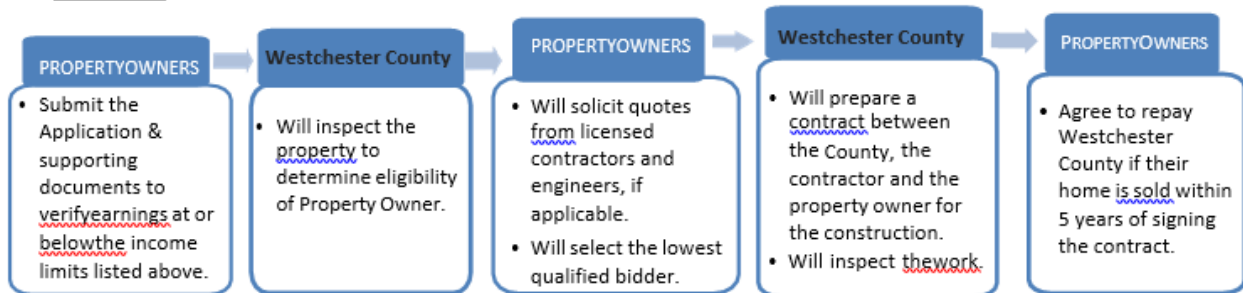 PROPERTYOWNERS
• Submit the
Application &
supporting
documents to
verifyearnings at or
belowthe income
limits listed above.
Westchester County
• Will inspect the
property to
determine eligibility
of Property Owner.
PROPERTYOWNERS
• Will solicit quotes
from licensed
contractors and
engineers, if
applicable.
• Will select the lowest
qualified bidder.
Westchester County
• Will prepare a
contract between
the County, the
contractor and the
property owner for
the construction.
• Will inspect thework.
PROPERTYOWNERS
• Agree to repay
Westchester
County if their
home is sold within
5 years of signing
the contract.